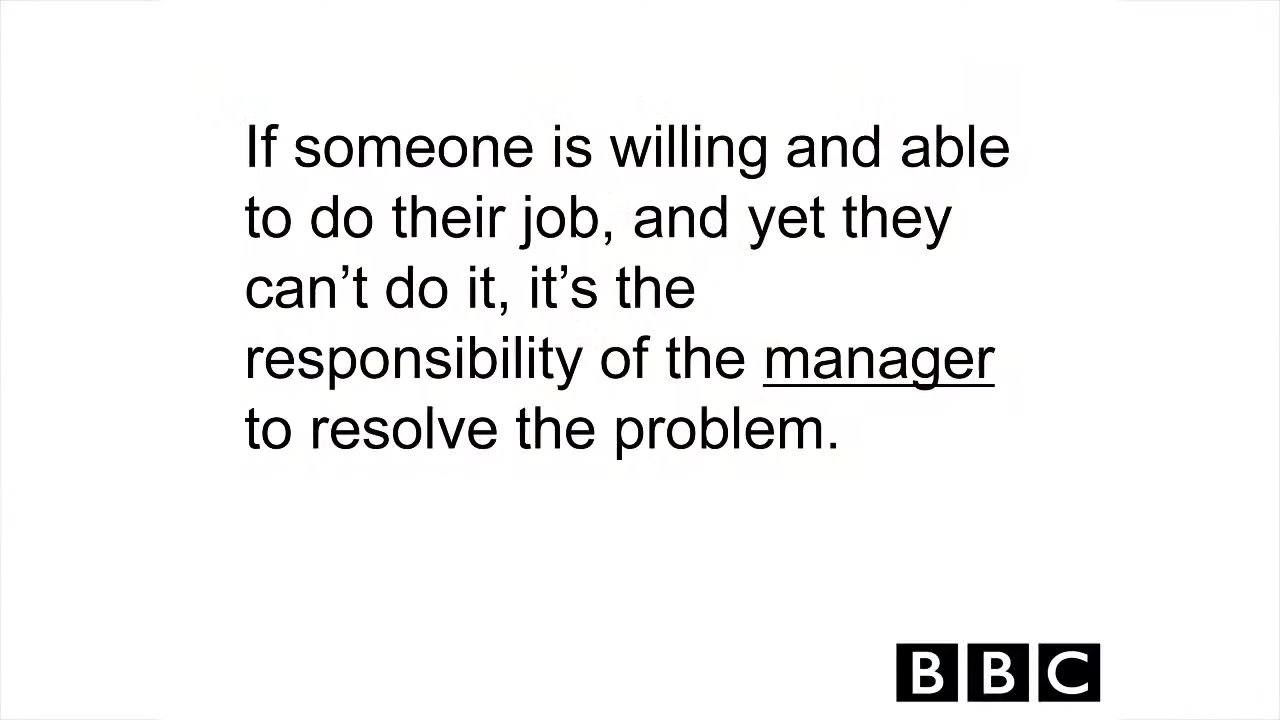 If someone is willing and able
to do their job, and yet they
can’t do it, it’s the
responsibility of the manager
to resolve the problem.
BBC